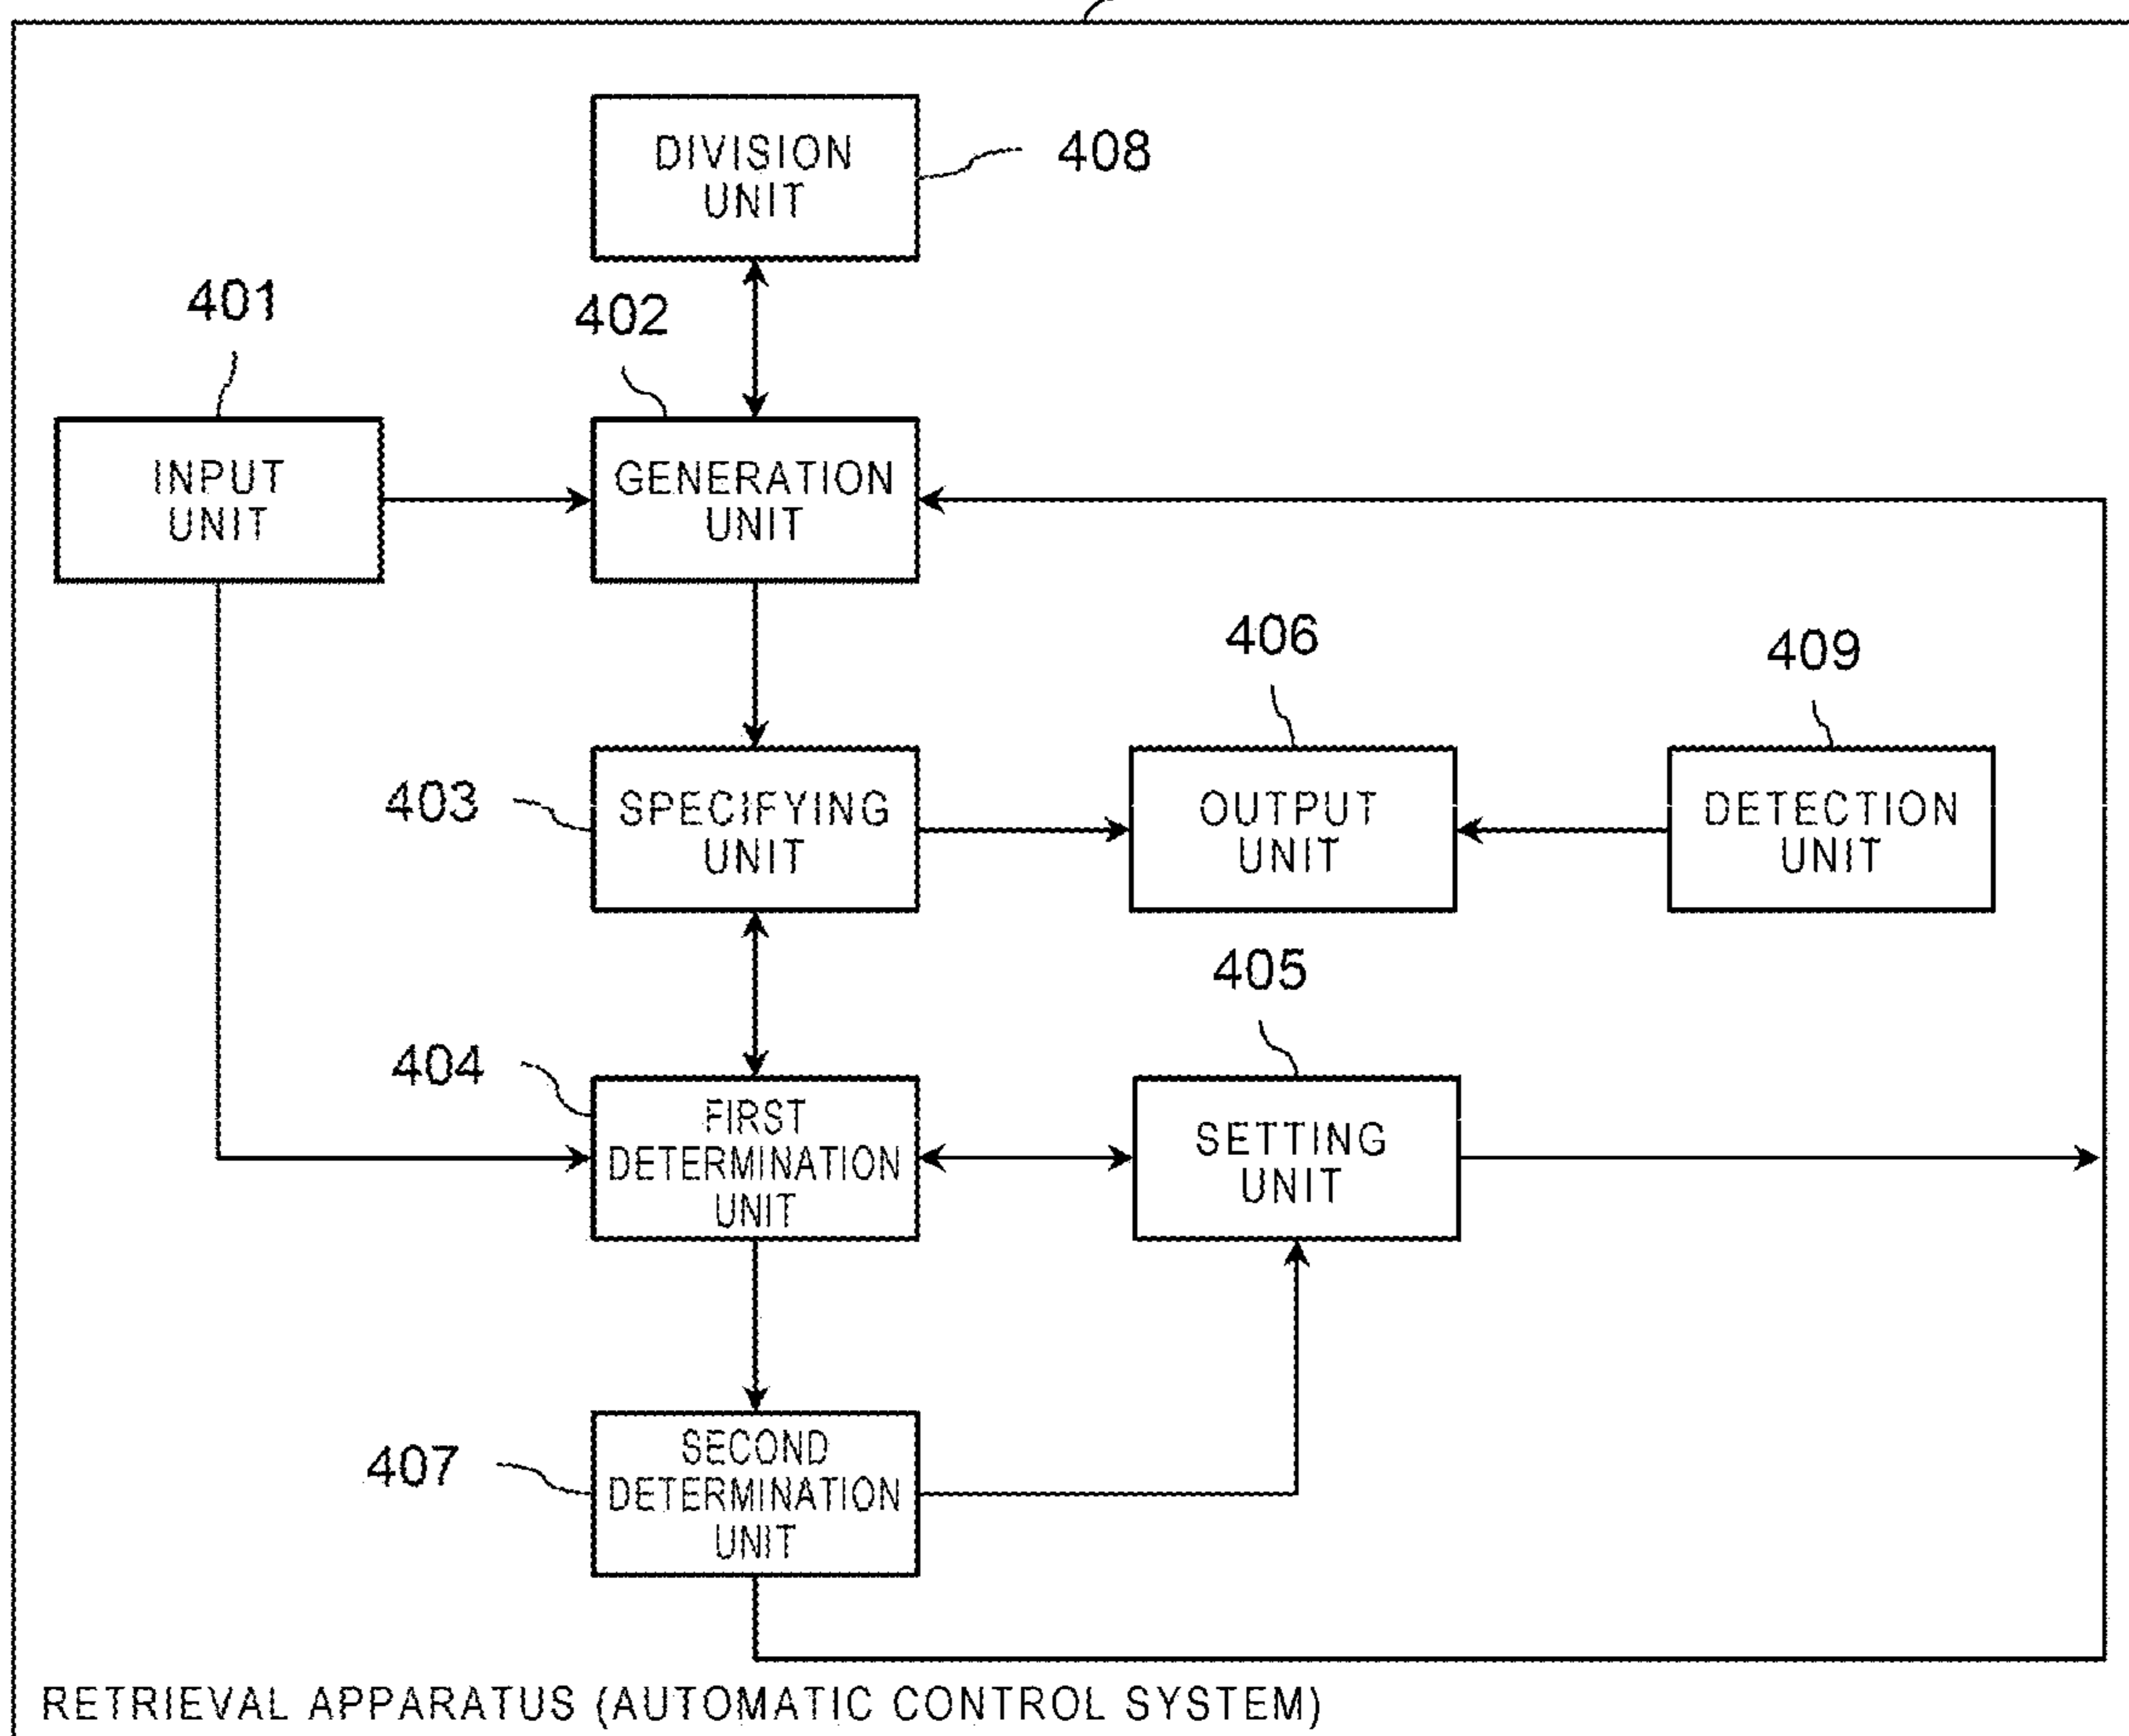 DIVISION
UNIT
408
401
402
INPUT
UNIT
GENERATION
UNIT
406
409
403
SPECIFYING
UNIT
OUTPUT
UNIT
DETECTION
UNIT
405
404
FIRST
DETERMINATION
UNIT
SETTING
UNIT
407
SECOND
DETERMINATION
UNIT
RETRIEVAL APPARATUS (AUTOMATIC CONTROL SYSTEM)